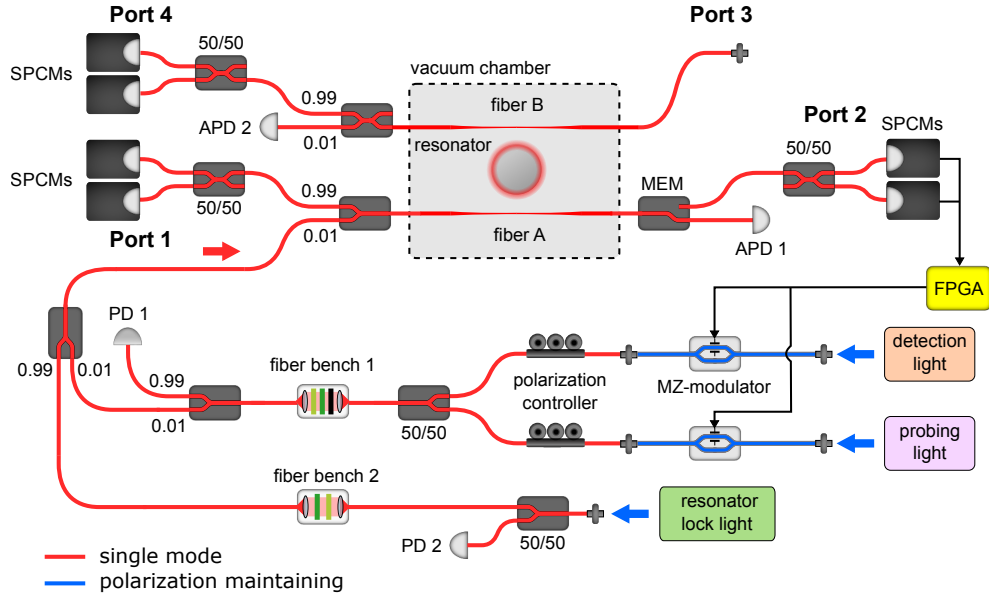 Port 4
Port 3
50/50
SPCMs
vacuum chamber
0.99
fiber B
Port 2
APD 2
0.01
resonator
SPCMs
50/50
SPCMs
MEM
0.99
50/50
Port 1
0.01
fiber A
APD 1
FPGA
PD 1
0.99
0.01
fiber bench 1
polarization
controller
MZ-modulator
detection
light
0.99
0.01
50/50
probing
light
fiber bench 2
resonator
lock light
PD 2
50/50
single mode
polarization maintaining